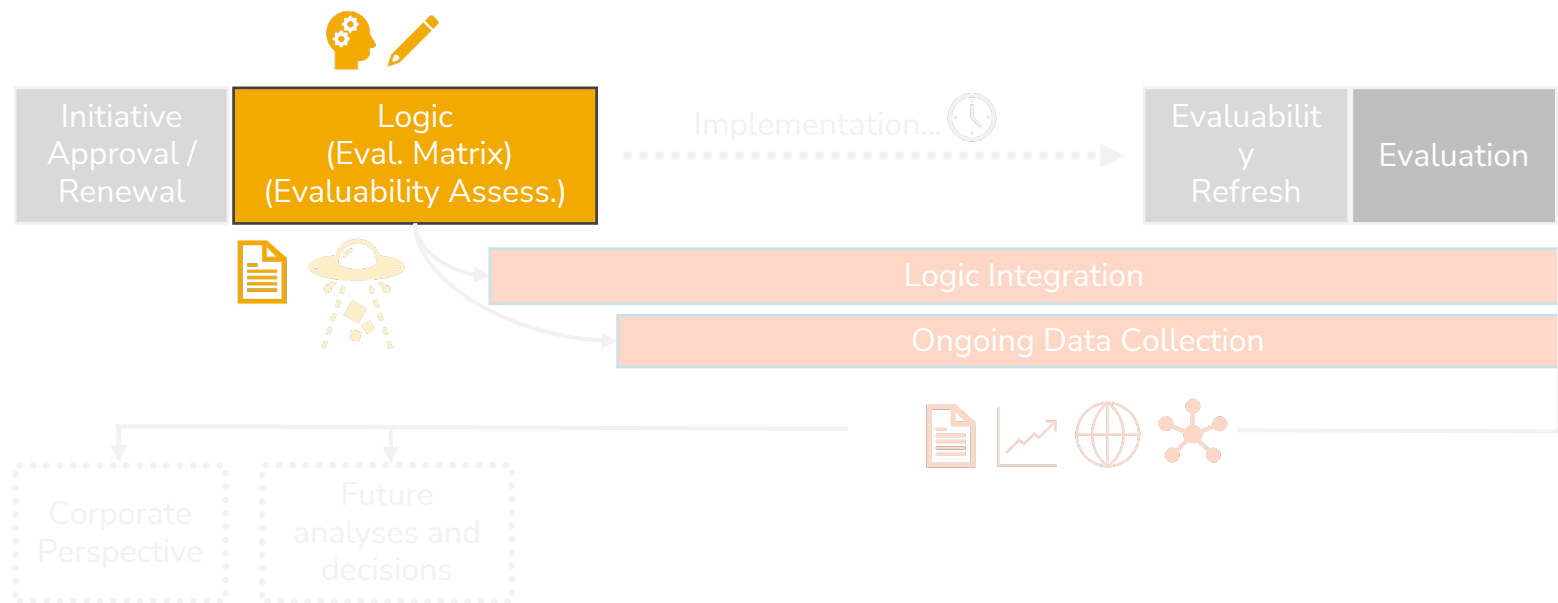 Initiative
Approval /
Renewal
Logic
(Eval. Matrix)
(Evaluability Assess.)
Implementation...
Evaluabilit
y
Refresh
Evaluation
Logic Integration
Ongoing Data Collection
Corporate
Perspective
Future
analyses and
decisions